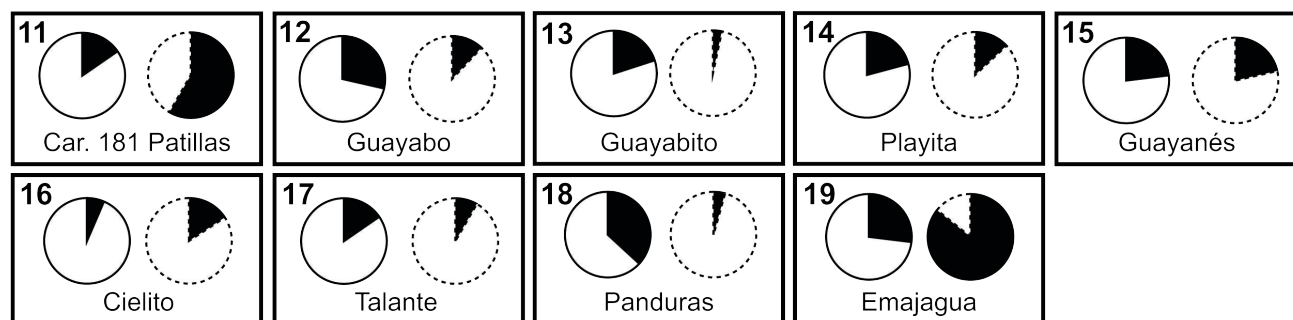 11
Car. 181 Patillas
12
Guayabo
13
Guayabito
14
Playita
15
Guayanés
16
Cielito
17
Talante
18
Panduras
19
Emajagua